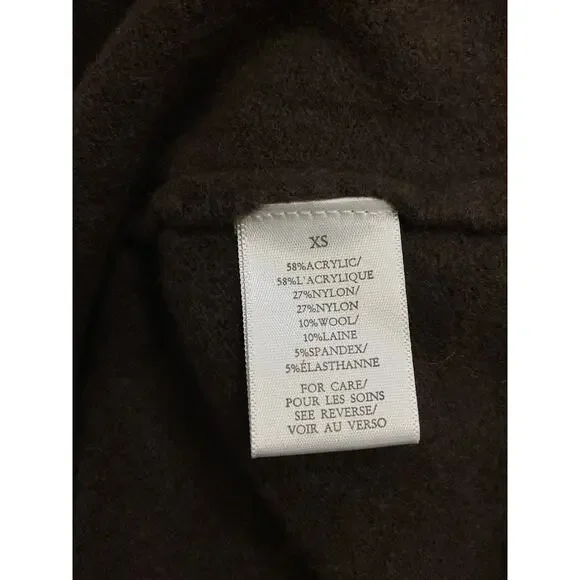 XS
58%ACRYLIC/
58%L'ACRYLIQUE
27%NYLON/
27%NYLON
10%WOOL/
10%LAINE
5%SPANDEX/
5%ÉLASTHANNE
FOR CARE/
POUR LES SOINS
SEE REVERSE/
VOIR AU VERSO